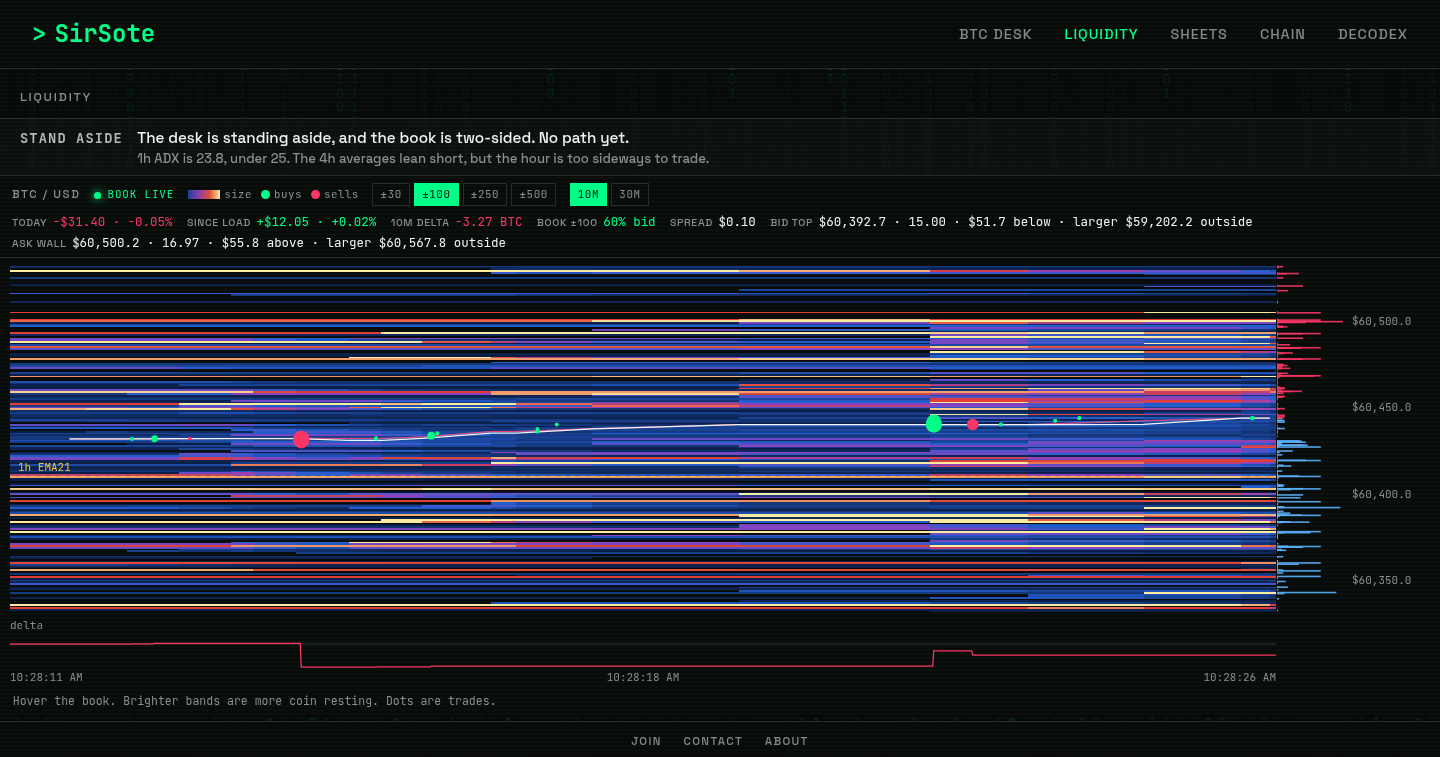 > SirSote
BTC DESK LIQUIDITY SHEETS CHAIN DECODEX
LIQUIDITY
STAND ASIDE The desk is standing aside, and the book is two-sided. No path yet.
1h ADX is 23.8, under 25. The 4h averages lean short, but the hour is too sideways to trade.
BTC / USD BOOK LIVE size buys sells ±30 ±100 ±250 ±500 10M 30M
TODAY -$31.40 · -0.05% SINCE LOAD +$12.05 · +0.02% 10M DELTA -3.27 BTC BOOK ±100 60% bid SPREAD $0.10 BID TOP $60,392.7 · 15.00 · $51.7 below · larger $59,202.2 outside
ASK WALL $60,500.2 · 16.97 · $55.8 above · larger $60,567.8 outside
$60,500.0
$60,450.0
1h EMA21
$60,400.0
$60,350.0
delta
10:28:11 AM 10:28:18 AM 10:28:26 AM
Hover the book. Brighter bands are more coin resting. Dots are trades.
JOIN CONTACT ABOUT